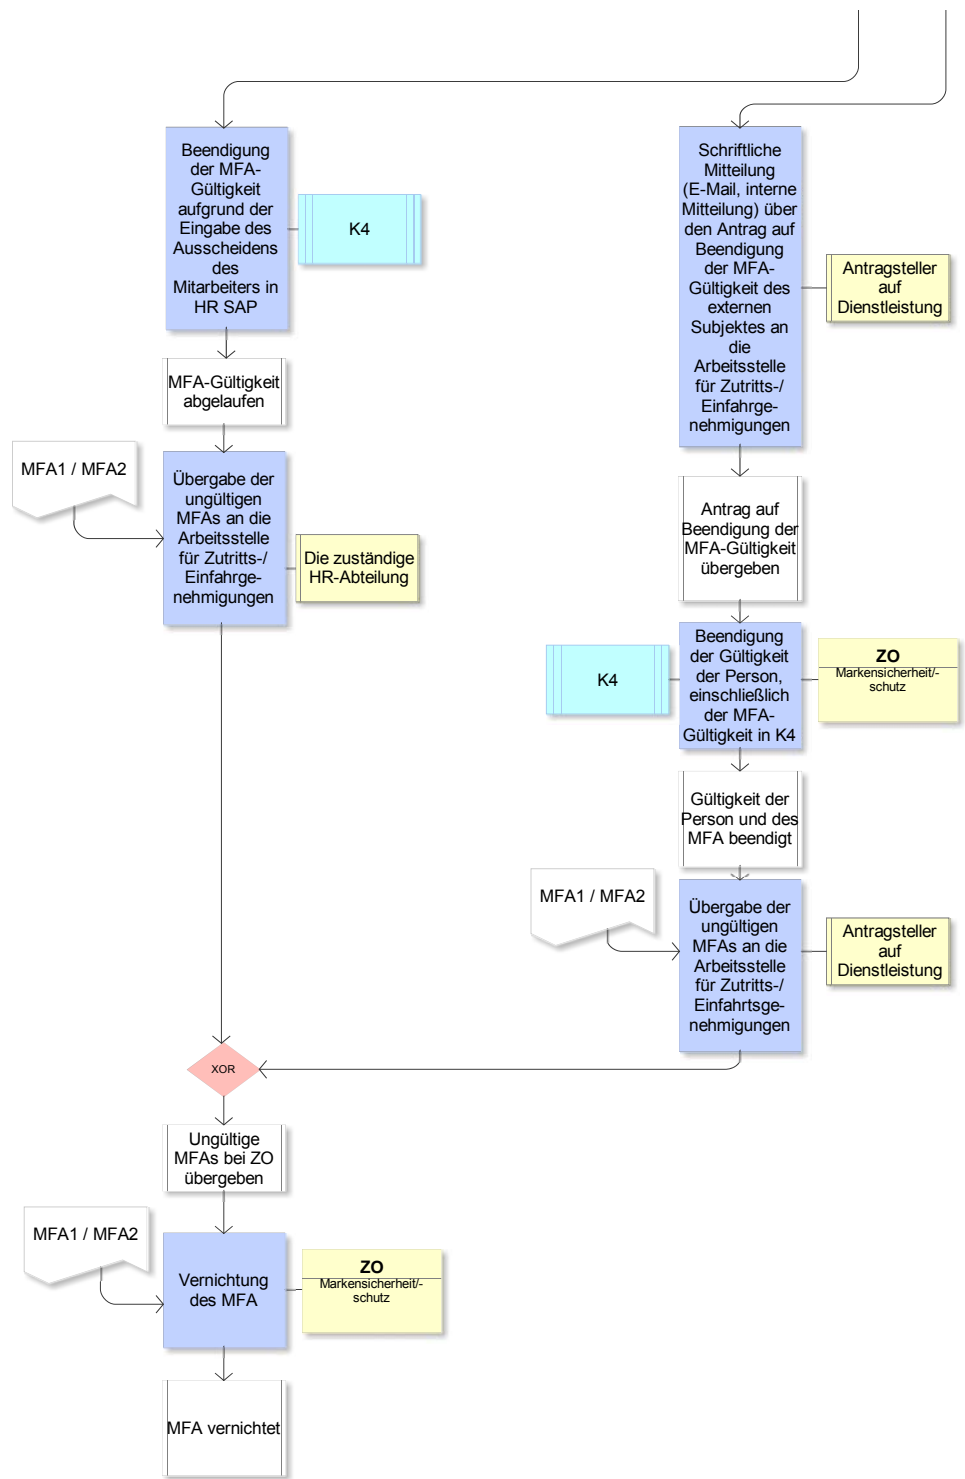 Beendigung
der MFA-
Gültigkeit
aufgrund der
Eingabe des
Ausscheidens
des
Mitarbeiters in
HR SAP
K4
MFA-Gültigkeit
abgelaufen
MFA1 / MFA2
Übergabe der
ungültigen
MFAs an die
Arbeitsstelle
für Zutritts-/
Einfahrge-
nehmigungen
Die zuständige
HR-Abteilung
Schriftliche
Mitteilung
(E-Mail, interne
Mitteilung) über
den Antrag auf
Beendigung
der MFA-
Gültigkeit des
externen
Subjektes an
die
Arbeitsstelle
für Zutritts-/
Einfahrge-
nehmigungen
Antragsteller
auf
Dienstleistung
Antrag auf
Beendigung der
MFA-Gültigkeit
übergeben
K4
Beendigung
der Gültigkeit
der Person,
einschließlich
der MFA-
Gültigkeit in K4
ZO
Markensicherheit/-
schutz
Gültigkeit der
Person und des
MFA beendigt
MFA1 / MFA2
Übergabe der
ungültigen
MFAs an die
Arbeitsstelle
für Zutritts-/
Einfahrtsge-
nehmigungen
Antragsteller
auf
Dienstleistung
XOR
Ungültige
MFAs bei ZO
übergeben
MFA1 / MFA2
Vernichtung
des MFA
ZO
Markensicherheit/-
schutz
MFA vernichtet